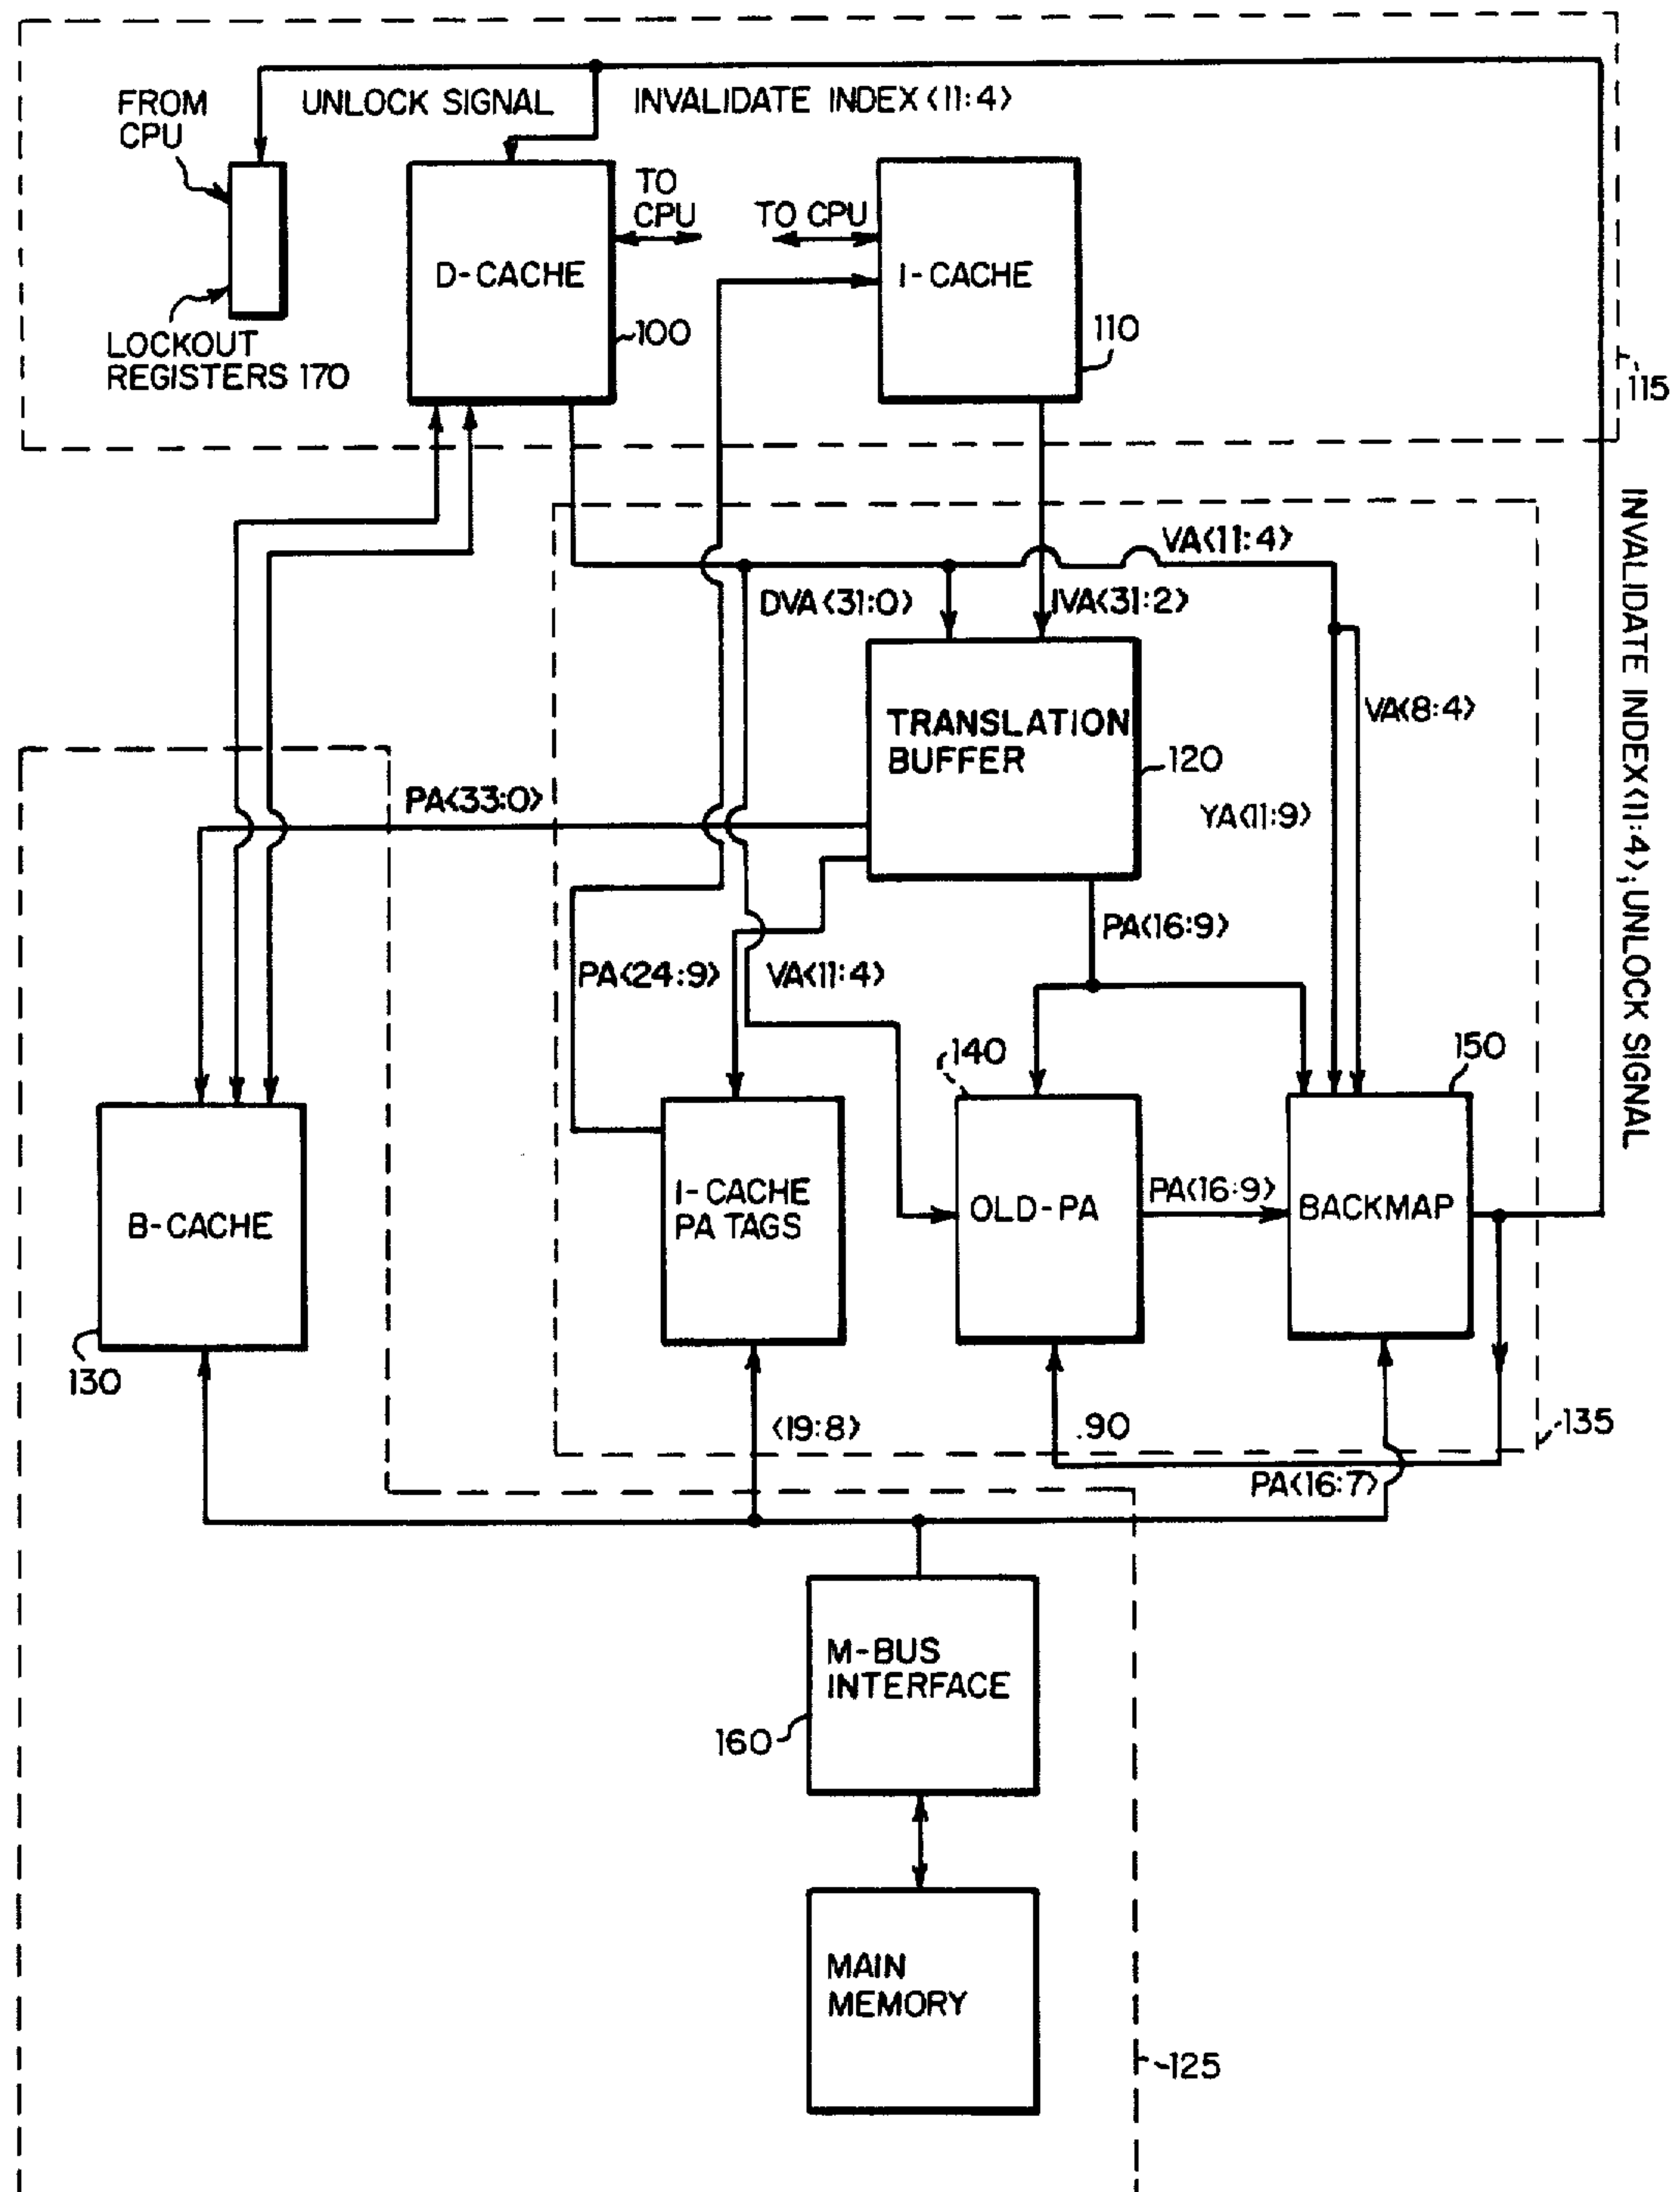 FROM
CPU
UNLOCK SIGNAL
INVALIDATE INDEX <11:4>
TO
CPU
TO CPU
D-CACHE
I-CACHE
100
110
LOCKOUT
REGISTERS 170
115
VA<11:4>
DVA<31:0>
IVA<31:2>
INVALIDATE INDEX<11:4>; UNLOCK SIGNAL
TRANSLATION
BUFFER
120
VA<8:4>
PA<33:0>
YA<11:9>
PA<16:9>
PA<24:9>
VA<11:4>
140
150
B-CACHE
I-CACHE
PA TAGS
OLD-PA
PA<16:9>
BACKMAP
130
<19:8>
.90
135
PA<16:7>
M-BUS
INTERFACE
160
MAIN
MEMORY
125